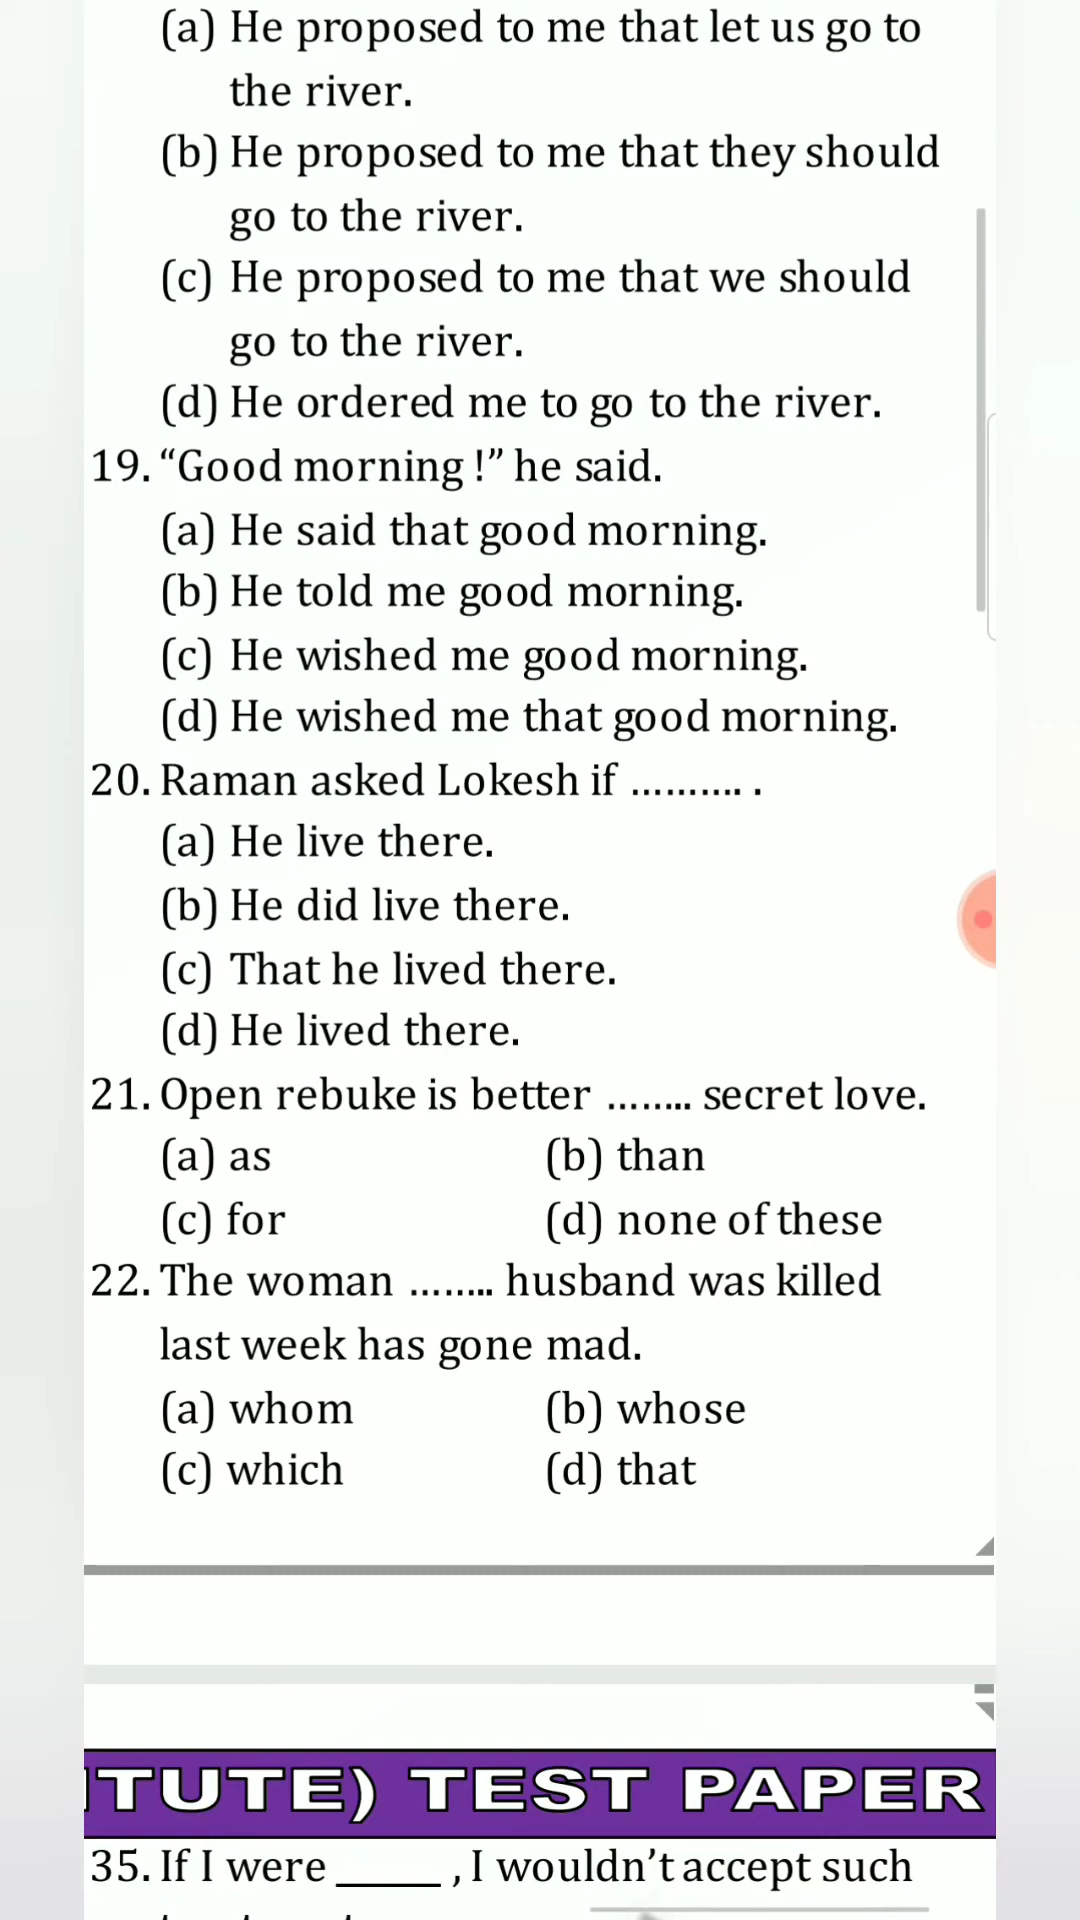 (a) He proposed to me that let us go to
the river.
(b) He proposed to me that they should
go to the river.
(c) He proposed to me that we should
go to the river.
(d) He ordered me to go to the river.
19. “Good morning !” he said.
(a) He said that good morning.
(b) He told me good morning.
(c) He wished me good morning.
(d) He wished me that good morning.
20. Raman asked Lokesh if .......... .
(a) He live there.
(b) He did live there.
(c) That he lived there.
(d) He lived there.
21. Open rebuke is better ........ secret love.
(a) as (b) than
(c) for (d) none of these
22. The woman ........ husband was killed
last week has gone mad.
(a) whom (b) whose
(c) which (d) that
TUTE) TEST PAPER
35. If I were _____ , I wouldn’t accept such